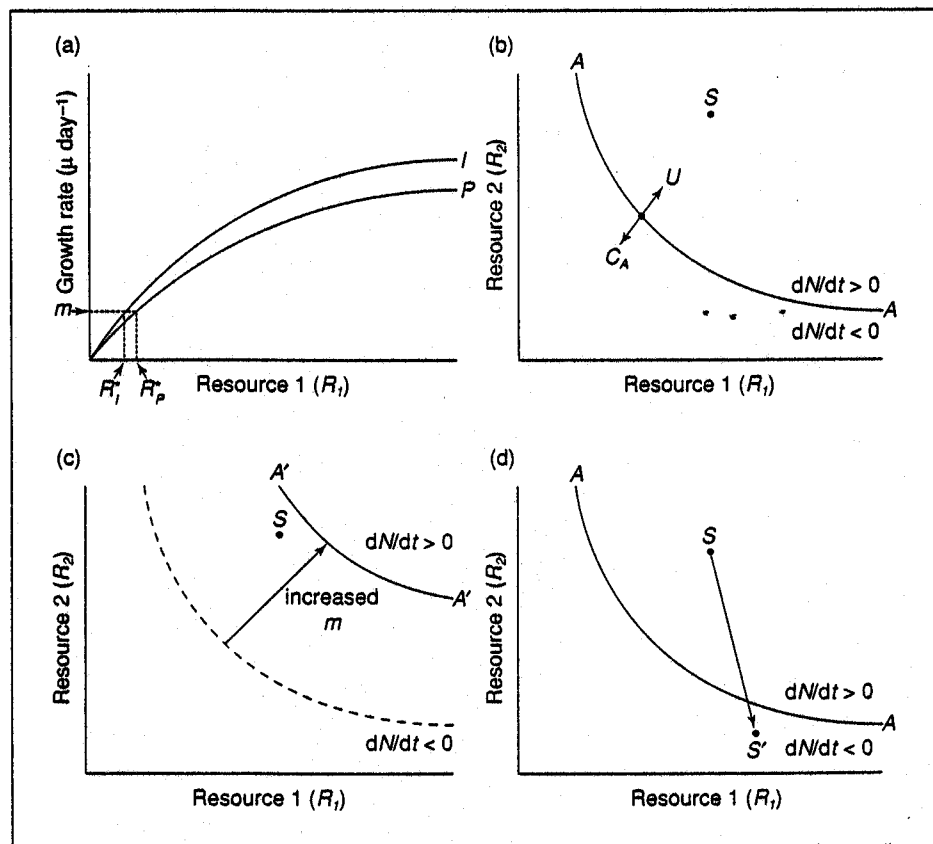 (a)
Growth rate (μ day⁻¹)
I
P
m
R*I
R*P
Resource 1 (R1)
(b)
Resource 2 (R2)
A
S
U
CA
dN/dt > 0
A
dN/dt < 0
Resource 1 (R1)
(c)
Resource 2 (R2)
A'
S
dN/dt > 0
A'
increased
m
dN/dt < 0
Resource 1 (R1)
(d)
Resource 2 (R2)
A
S
dN/dt > 0
A
S'
dN/dt < 0
Resource 1 (R1)